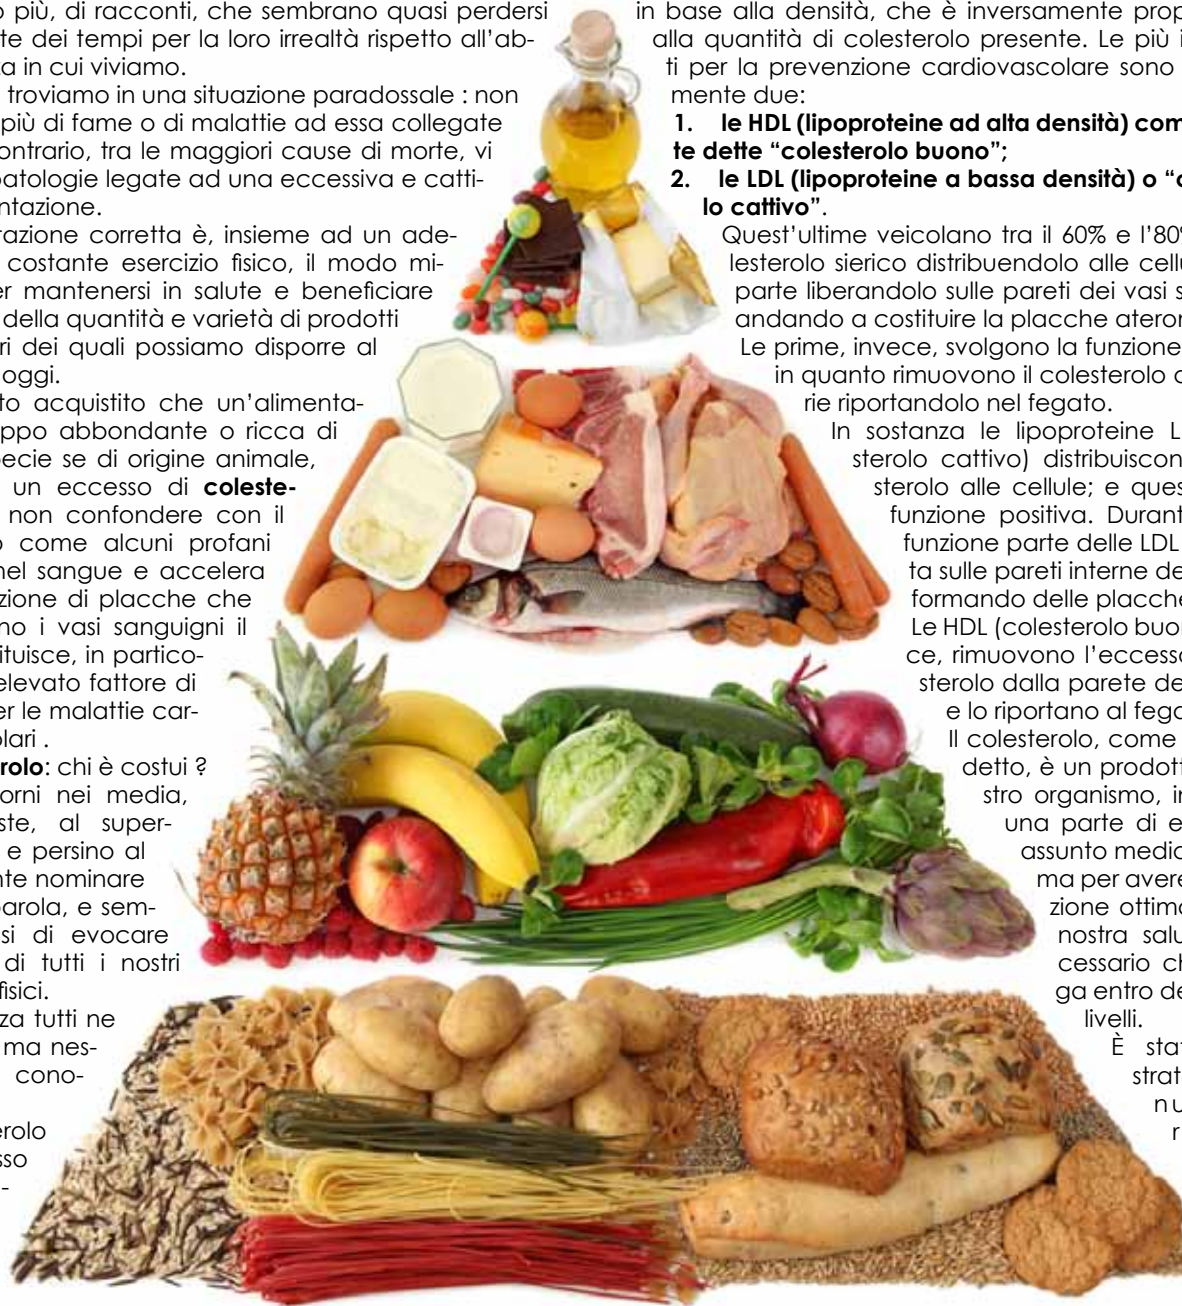 più, di racconti, che sembrano quasi perdersi
te dei tempi per la loro irrealtà rispetto all'ab-
a in cui viviamo.
troviamo in una situazione paradossale : non
più di fame o di malattie ad essa collegate
ontrario, tra le maggiori cause di morte, vi
patologie legate ad una eccessiva e catti-
ntazione.
tazione corretta è, insieme ad un ade-
costante esercizio fisico, il modo mi-
er mantenersi in salute e beneficiare
della quantità e varietà di prodotti
ri dei quali possiamo disporre al
oggi.
to acquistito che un'alimenta-
ppo abbondante o ricca di
pecie se di origine animale,
un eccesso di coleste-
non confondere con il
o come alcuni profani
nel sangue e accelera
zione di placche che
no i vasi sanguigni il
tituisce, in partico-
elevato fattore di
er le malattie car-
olari .
rolo: chi è costui ?
orni nei media,
ste, al super-
e persino al
nte nominare
parola, e sem-
si di evocare
di tutti i nostri
fisici.
za tutti ne
ma nes-
cono-
erolo
sso
-
in base alla densità, che è inversamente prop
alla quantità di colesterolo presente. Le più i
ti per la prevenzione cardiovascolare sono
mente due:
1. le HDL (lipoproteine ad alta densità) com
te dette “colesterolo buono”;
2. le LDL (lipoproteine a bassa densità) o “c
lo cattivo”.
Quest'ultime veicolano tra il 60% e l'80%
lesterolo sierico distribuendolo alle cellu
parte liberandolo sulle pareti dei vasi s
andando a costituire la placche ateron
Le prime, invece, svolgono la funzione
in quanto rimuovono il colesterolo c
rie riportandolo nel fegato.
In sostanza le lipoproteine L
sterolo cattivo) distribuiscon
sterolo alle cellule; e ques
funzione positiva. Durant
funzione parte delle LDL
ta sulle pareti interne de
formando delle placche
Le HDL (colesterolo buon
ce, rimuovono l'eccesso
sterolo dalla parete de
e lo riportano al fega
Il colesterolo, come
detto, è un prodott
stro organismo, in
una parte di e
assunto media
ma per avere
zione ottima
nostra salu
cessario ch
ga entro de
livelli.
È stat
strat
nu
r